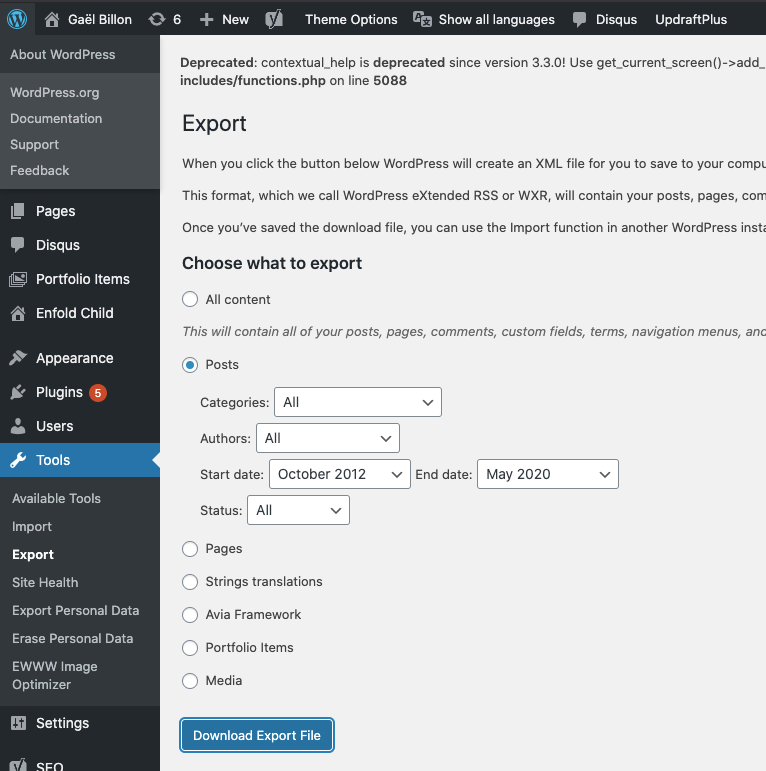 Gaël Billon 6 New Theme Options Show all languages Disqus UpdraftPlus
About WordPress
WordPress.org
Documentation
Support
Feedback
Pages
Disqus
Portfolio Items
Enfold Child
Appearance
Plugins 5
Users
Tools
Available Tools
Import
Export
Site Health
Export Personal Data
Erase Personal Data
EWWW Image
Optimizer
Settings
SEO
Deprecated: contextual_help is deprecated since version 3.3.0! Use get_current_screen()->add_
includes/functions.php on line 5088
Export
When you click the button below WordPress will create an XML file for you to save to your compu
This format, which we call WordPress eXtended RSS or WXR, will contain your posts, pages, com
Once you’ve saved the download file, you can use the Import function in another WordPress insta
Choose what to export
All content
This will contain all of your posts, pages, comments, custom fields, terms, navigation menus, and
Posts
Categories: All
Authors: All
Start date: October 2012 End date: May 2020
Status: All
Pages
Strings translations
Avia Framework
Portfolio Items
Media
Download Export File